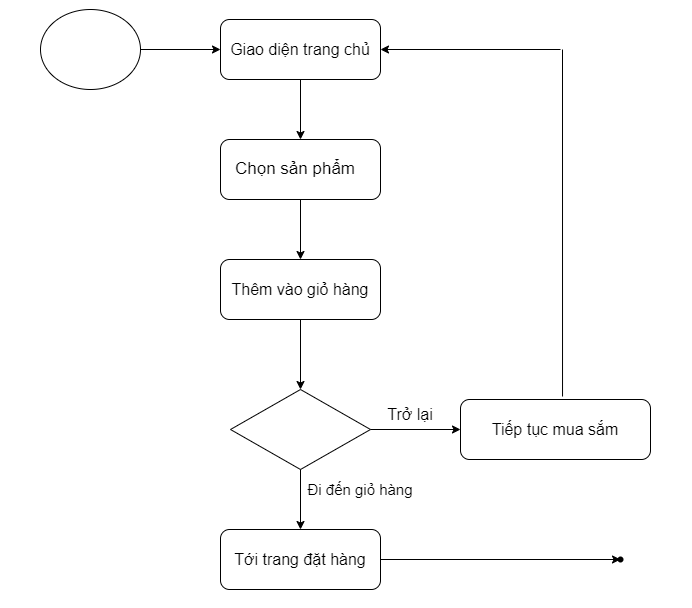 Giao diện trang chủ
Chọn sản phẩm
Thêm vào giỏ hàng
Trở lại
Tiếp tục mua sắm
Đi đến giỏ hàng
Tới trang đặt hàng